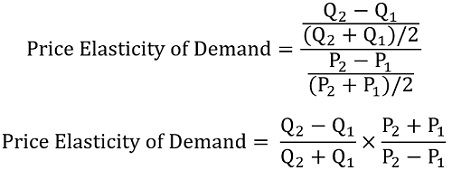 Price Elasticity of Demand = ((Q₂ − Q₁)/((Q₂ + Q₁)/2))/((P₂ − P₁)/((P₂ + P₁)/2))
Price Elasticity of Demand = (Q₂ − Q₁)/(Q₂ + Q₁) × (P₂ + P₁)/(P₂ − P₁)